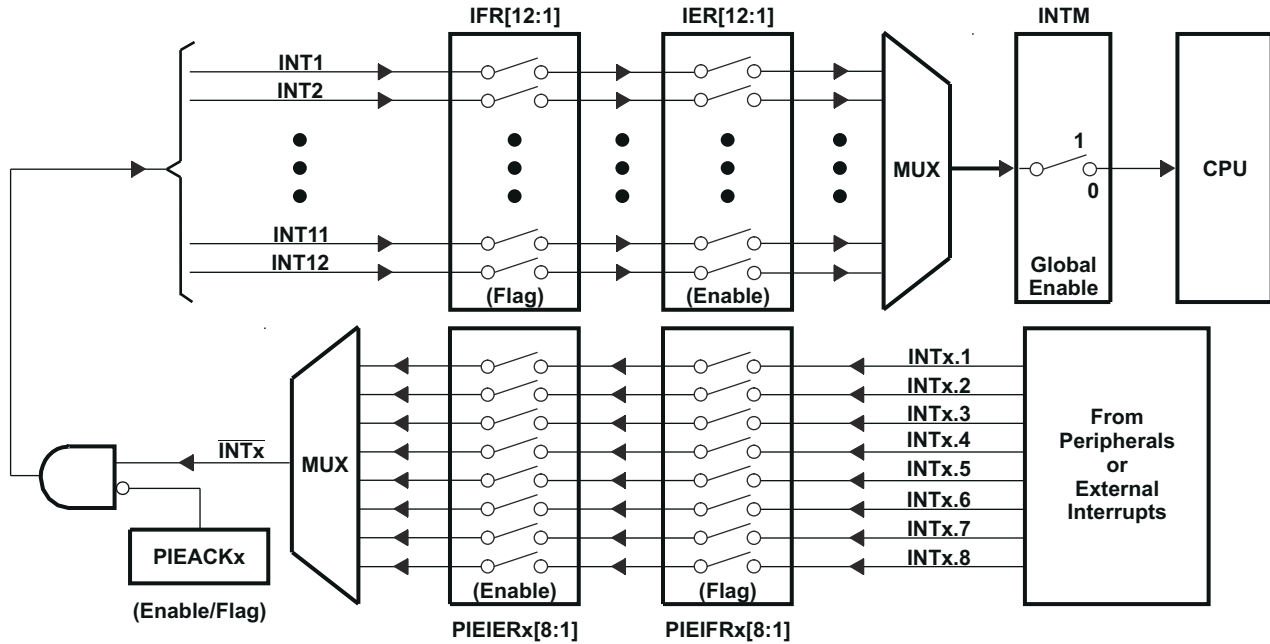 IFR[12:1]
IER[12:1]
INTM
INT1
INT2
1
MUX
CPU
0
INT11
INT12
Global
Enable
(Flag)
(Enable)
INTx.1
INTx.2
INTx.3
INTx.4
INTx.5
INTx.6
INTx.7
INTx.8
From
Peripherals
or
External
Interrupts
INTx
MUX
PIEACKx
(Enable/Flag)
(Enable)
(Flag)
PIEIERx[8:1]
PIEIFRx[8:1]